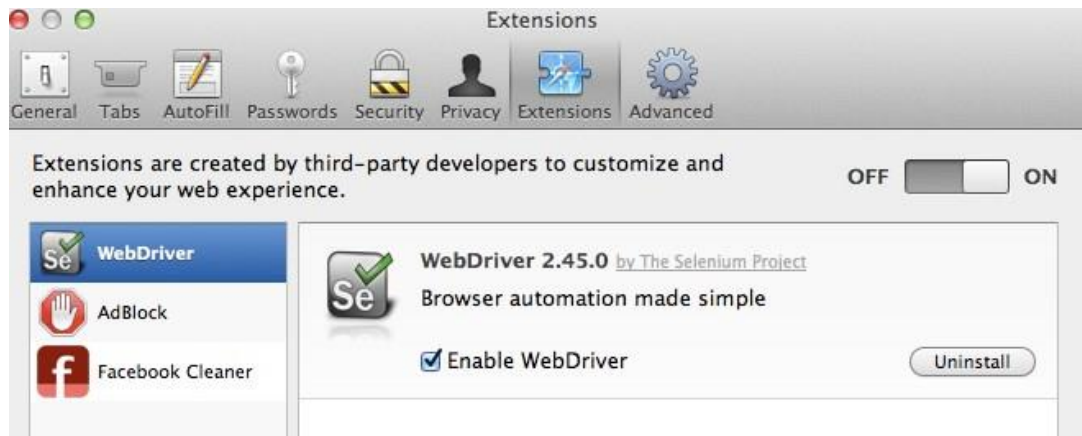 Extensions
General Tabs AutoFill Passwords Security Privacy Extensions Advanced
Extensions are created by third-party developers to customize and
enhance your web experience.
OFF ON
Se WebDriver
AdBlock
f Facebook Cleaner
Se
WebDriver 2.45.0 by The Selenium Project
Browser automation made simple
Enable WebDriver
Uninstall